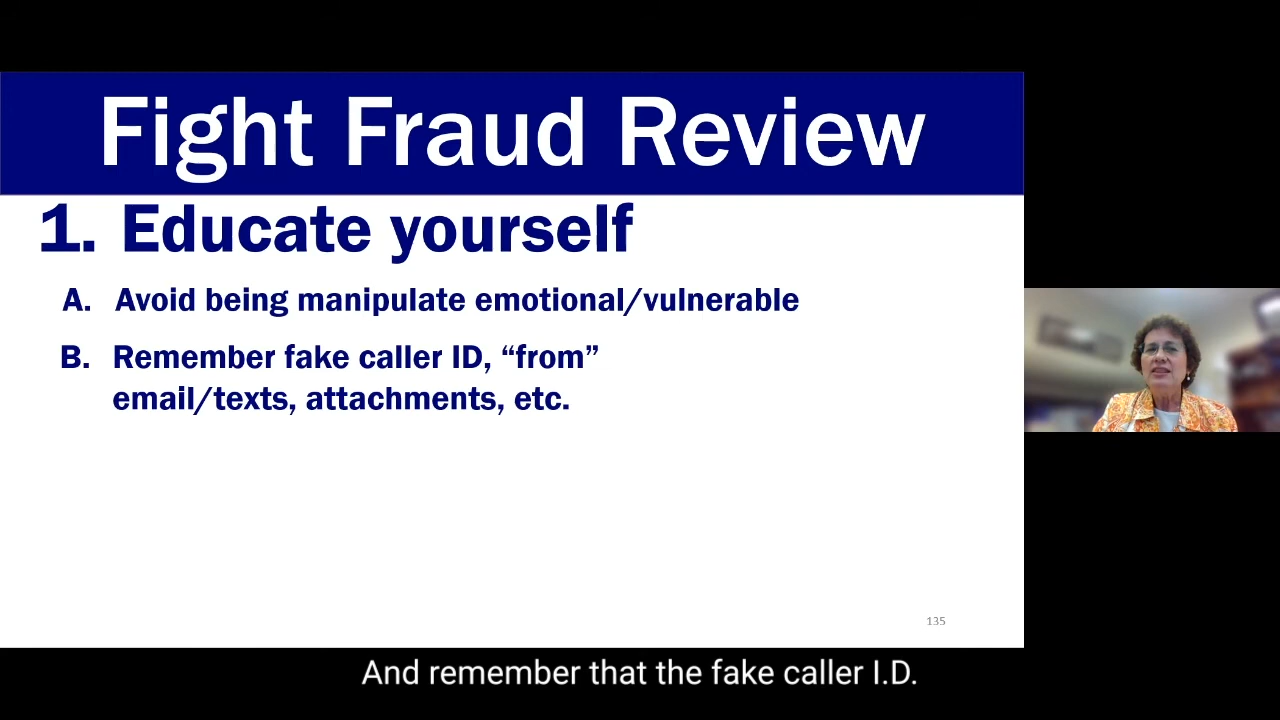 Fight Fraud Review
1. Educate yourself
A. Avoid being manipulate emotional/vulnerable
B. Remember fake caller ID, “from”
email/texts, attachments, etc.
135
And remember that the fake caller I.D.